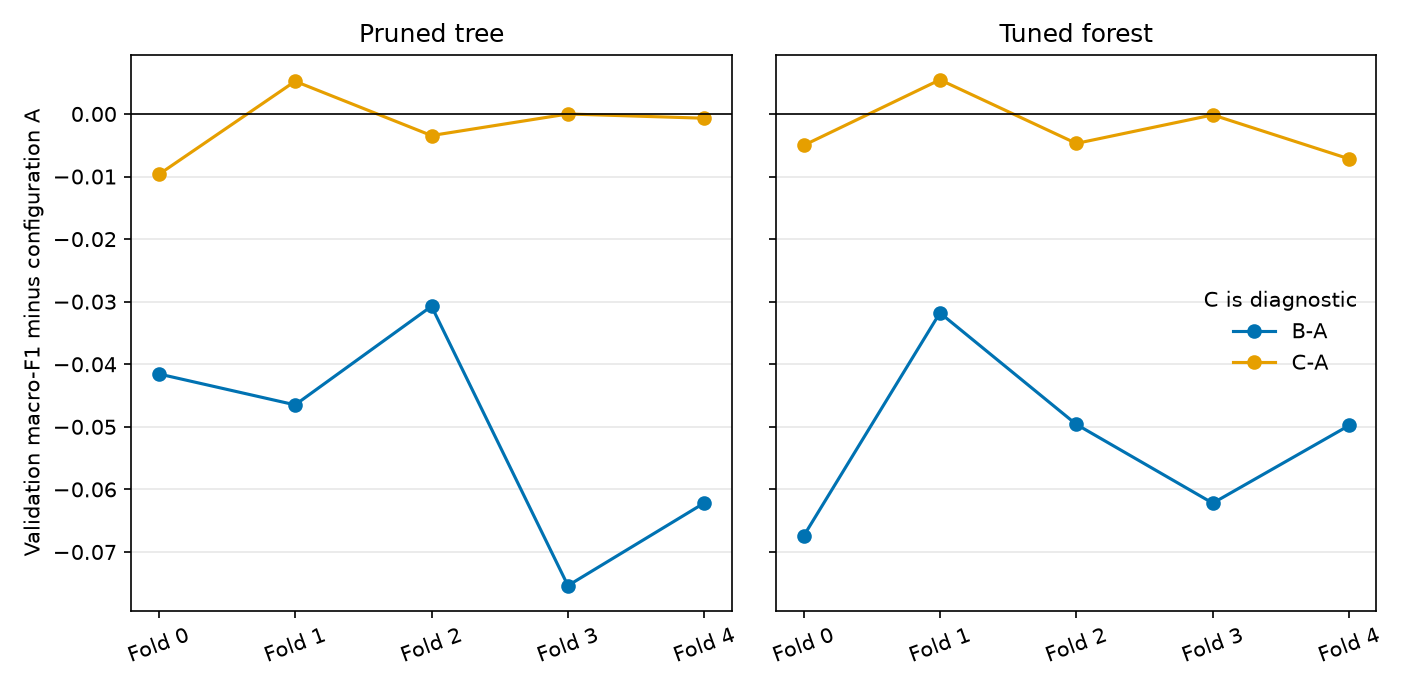 Pruned tree
Tuned forest
Validation macro-F1 minus configuration A
0.00
−0.01
−0.02
−0.03
−0.04
−0.05
−0.06
−0.07
C is diagnostic
B-A
C-A
Fold 0
Fold 1
Fold 2
Fold 3
Fold 4
Fold 0
Fold 1
Fold 2
Fold 3
Fold 4